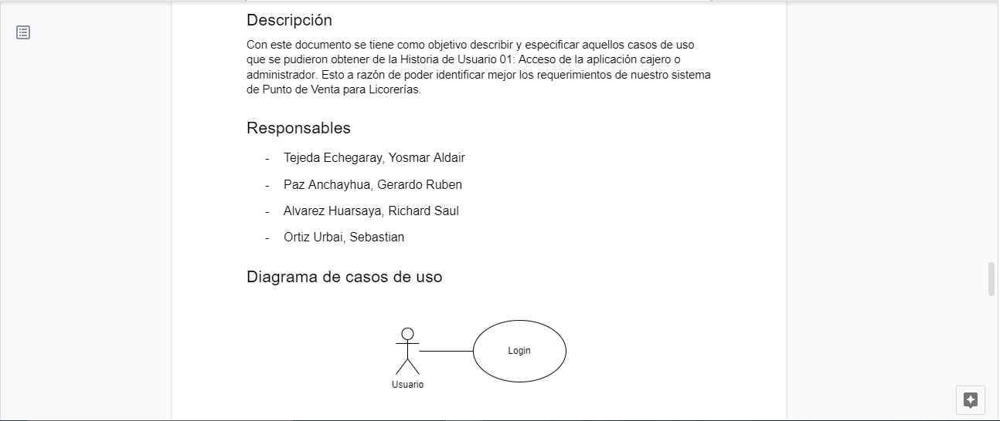 Descripción
Con este documento se tiene como objetivo describir y especificar aquellos casos de uso
que se pudieron obtener de la Historia de Usuario 01: Acceso de la aplicación cajero o
administrador. Esto a razón de poder identificar mejor los requerimientos de nuestro sistema
de Punto de Venta para Licorerías.
Responsables
- Tejeda Echegaray, Yosmar Aldair
- Paz Anchayhua, Gerardo Ruben
- Alvarez Huarsaya, Richard Saul
- Ortiz Urbai, Sebastian
Diagrama de casos de uso
Login
Usuario